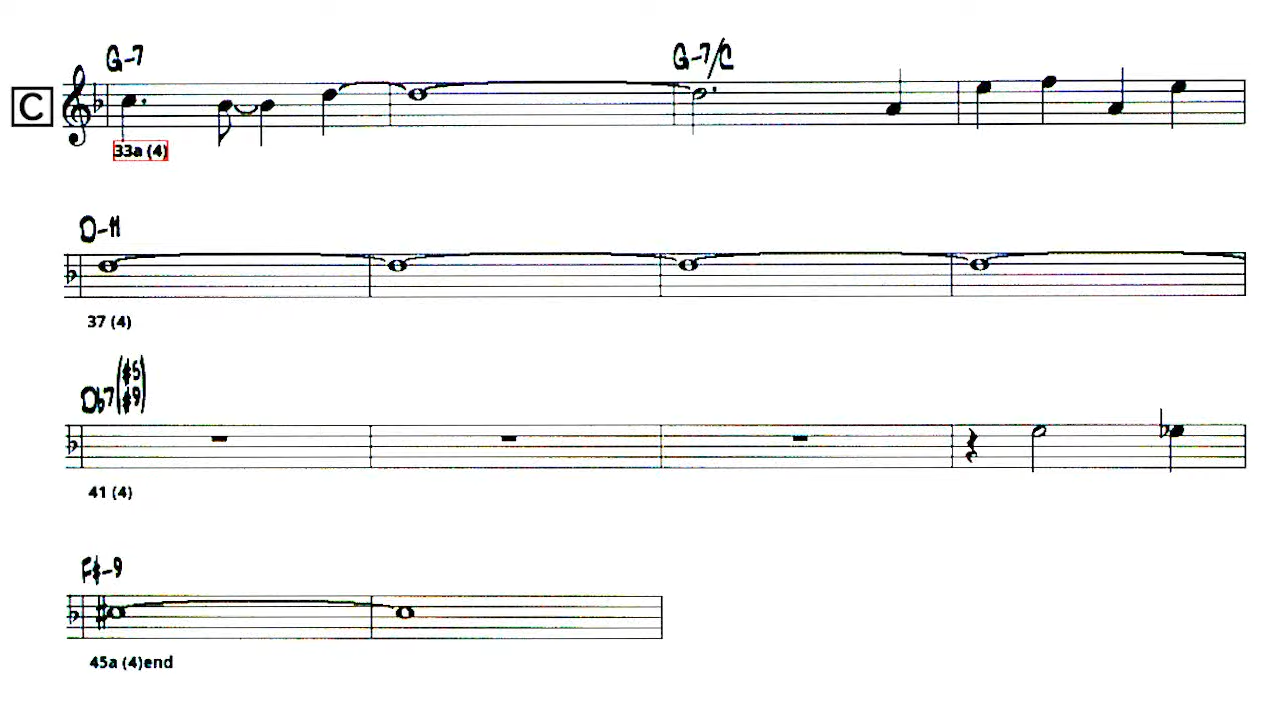 G-7 G-7/C
C
33a (4)
D-11
37 (4)
Db7(#5 #9)
41 (4)
F#-9
45a (4)end